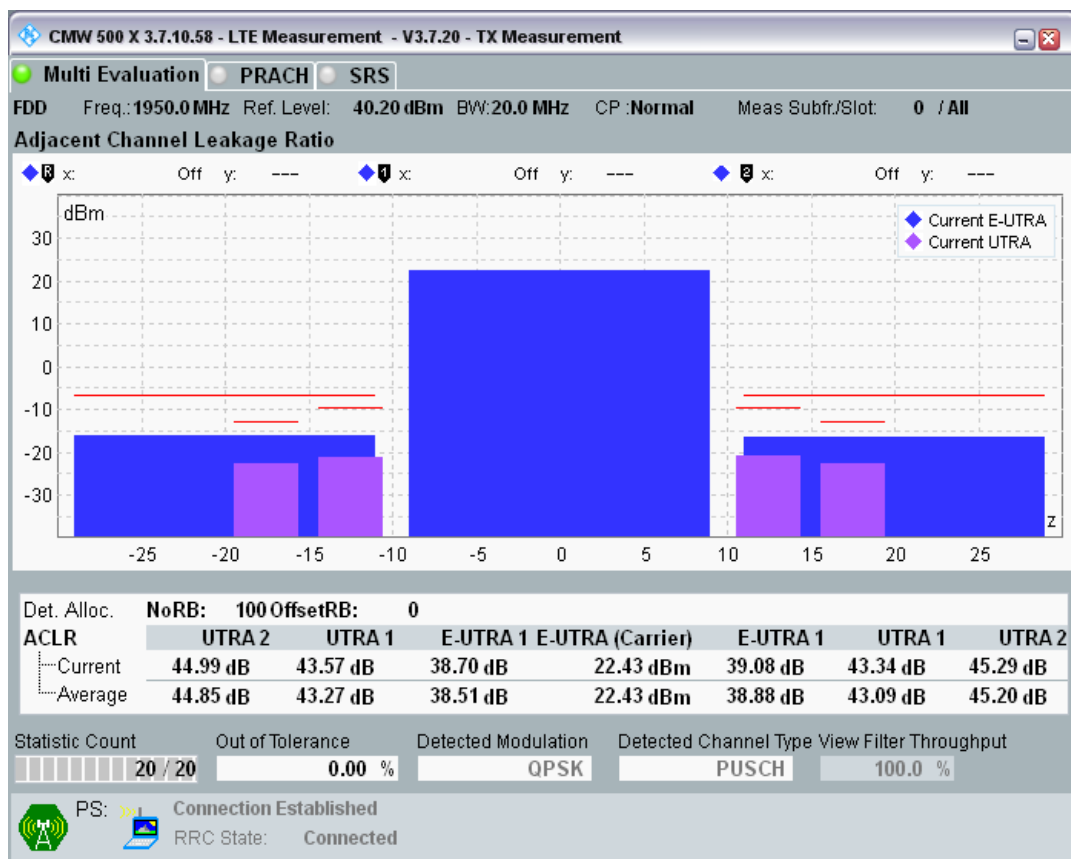 CMW 500 X 3.7.10.58 - LTE Measurement - V3.7.20 - TX Measurement
Multi Evaluation PRACH SRS
FDD Freq.:1950.0 MHz Ref. Level: 40.20 dBm BW:20.0 MHz CP :Normal Meas Subfr./Slot: 0 / All
Adjacent Channel Leakage Ratio
R x: Off y: --- 1 x: Off y: --- 2 x: Off y: ---
dBm
Current E-UTRA
Current UTRA
30
20
10
0
-10
-20
-30
z
-25 -20 -15 -10 -5 0 5 10 15 20 25
Det. Alloc. NoRB: 100 OffsetRB: 0
ACLR UTRA 2 UTRA 1 E-UTRA 1 E-UTRA (Carrier) E-UTRA 1 UTRA 1 UTRA 2
Current 44.99 dB 43.57 dB 38.70 dB 22.43 dBm 39.08 dB 43.34 dB 45.29 dB
Average 44.85 dB 43.27 dB 38.51 dB 22.43 dBm 38.88 dB 43.09 dB 45.20 dB
Statistic Count Out of Tolerance Detected Modulation Detected Channel Type View Filter Throughput
20 / 20 0.00 % QPSK PUSCH 100.0 %
PS: Connection Established
RRC State: Connected